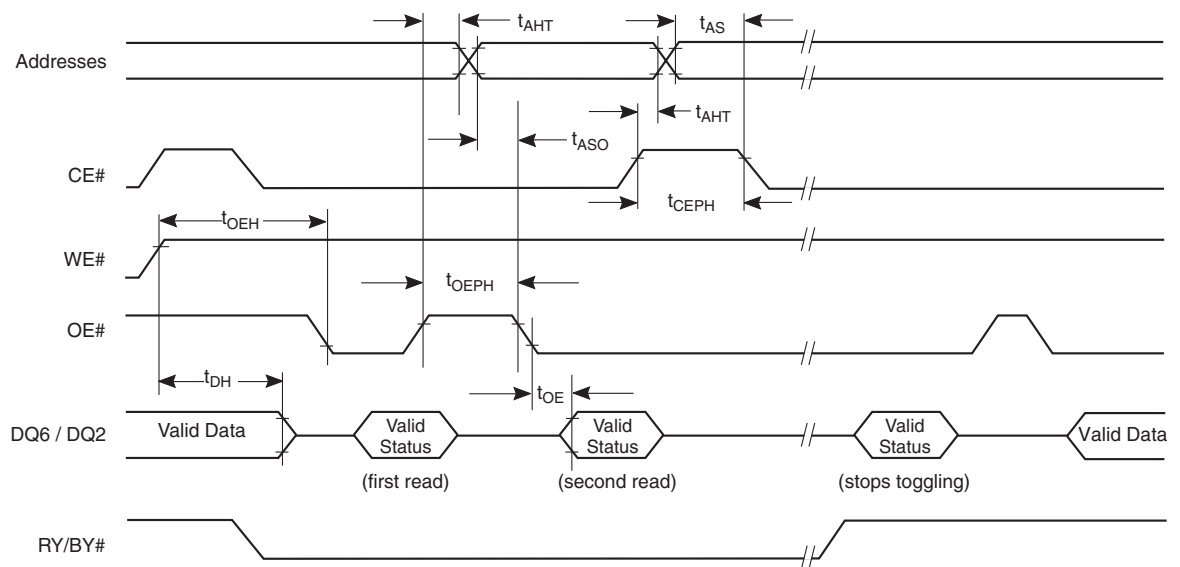 tAHT
tAS
Addresses
tAHT
tASO
CE#
tCEPH
tOEH
WE#
tOEPH
OE#
tDH
tOE
DQ6 / DQ2
Valid Data
Valid
Status
Valid
Status
Valid
Status
Valid Data
(first read)
(second read)
(stops toggling)
RY/BY#